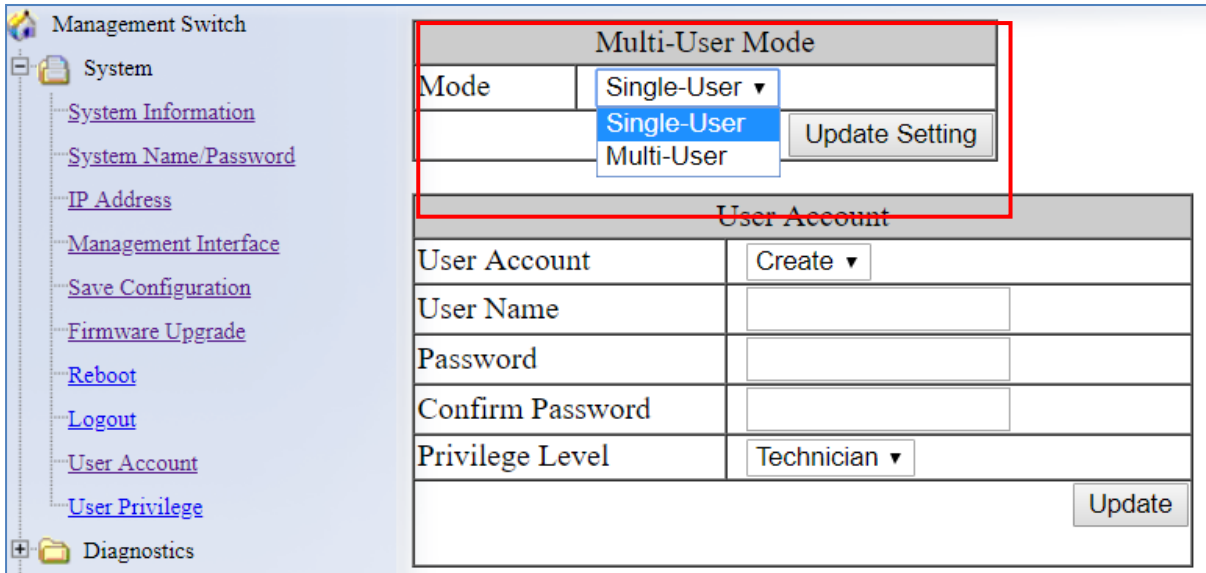 Management Switch
System
System Information
System Name/Password
IP Address
Management Interface
Save Configuration
Firmware Upgrade
Reboot
Logout
User Account
User Privilege
Diagnostics
Multi-User Mode
Mode Single-User
Single-User
Multi-User
Update Setting
User Account
User Account Create
User Name
Password
Confirm Password
Privilege Level Technician
Update